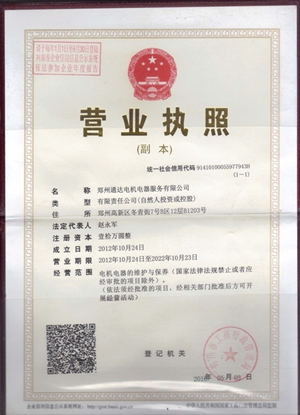 营业执照
(副 本)
统一社会信用代码 914101000559779438
(1-1)
名 称 郑州通达电机电器服务有限公司
类 型 有限责任公司(自然人投资或控股)
住 所 郑州高新区冬青街7号8区12层B1203号
法定代表人 赵永军
注 册 资 本 壹拾万圆整
成 立 日 期 2012年10月24日
营 业 期 限 2012年10月24日至2022年10月23日
经 营 范 围 电机电器的维护与保养(国家法律法规禁止或者应
经审批的项目除外)。
(依法须经批准的项目,经相关部门批准后方可开
展经营活动)
登 记 机 关